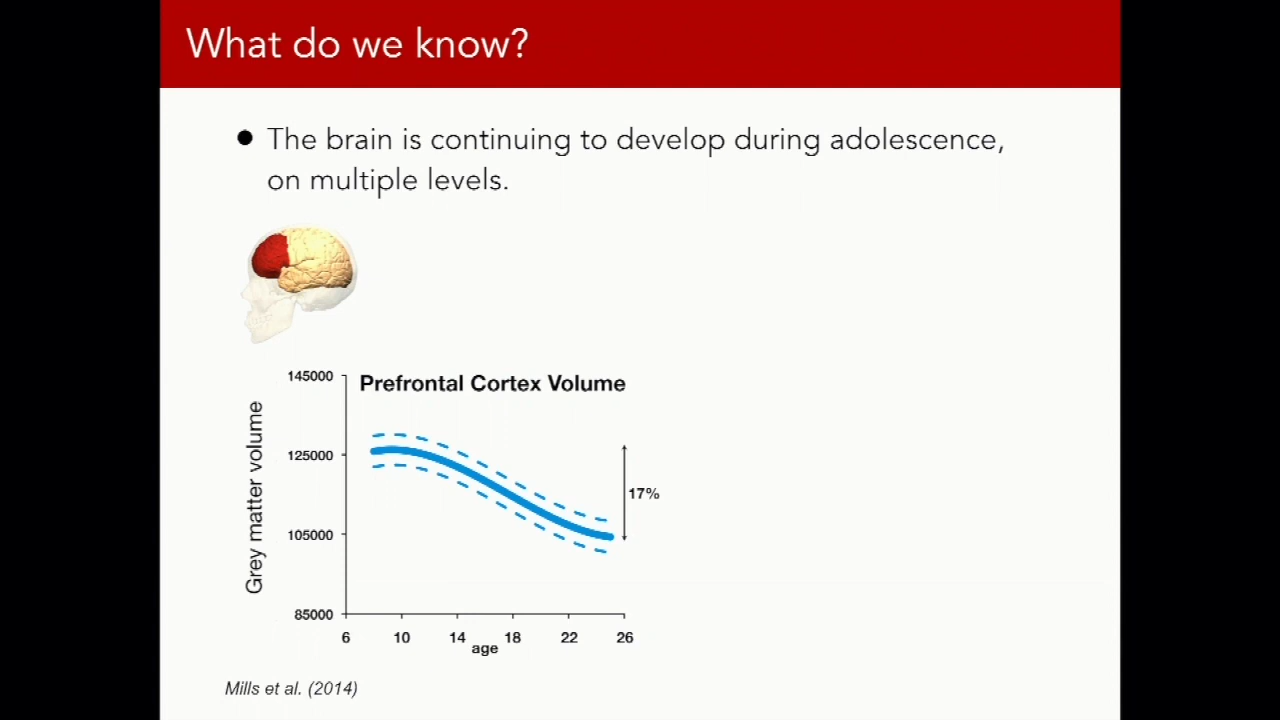 What do we know?
● The brain is continuing to develop during adolescence,
on multiple levels.
Prefrontal Cortex Volume
Grey matter volume
145000
125000
105000
85000
17%
6 10 14 18 22 26
age
Mills et al. (2014)